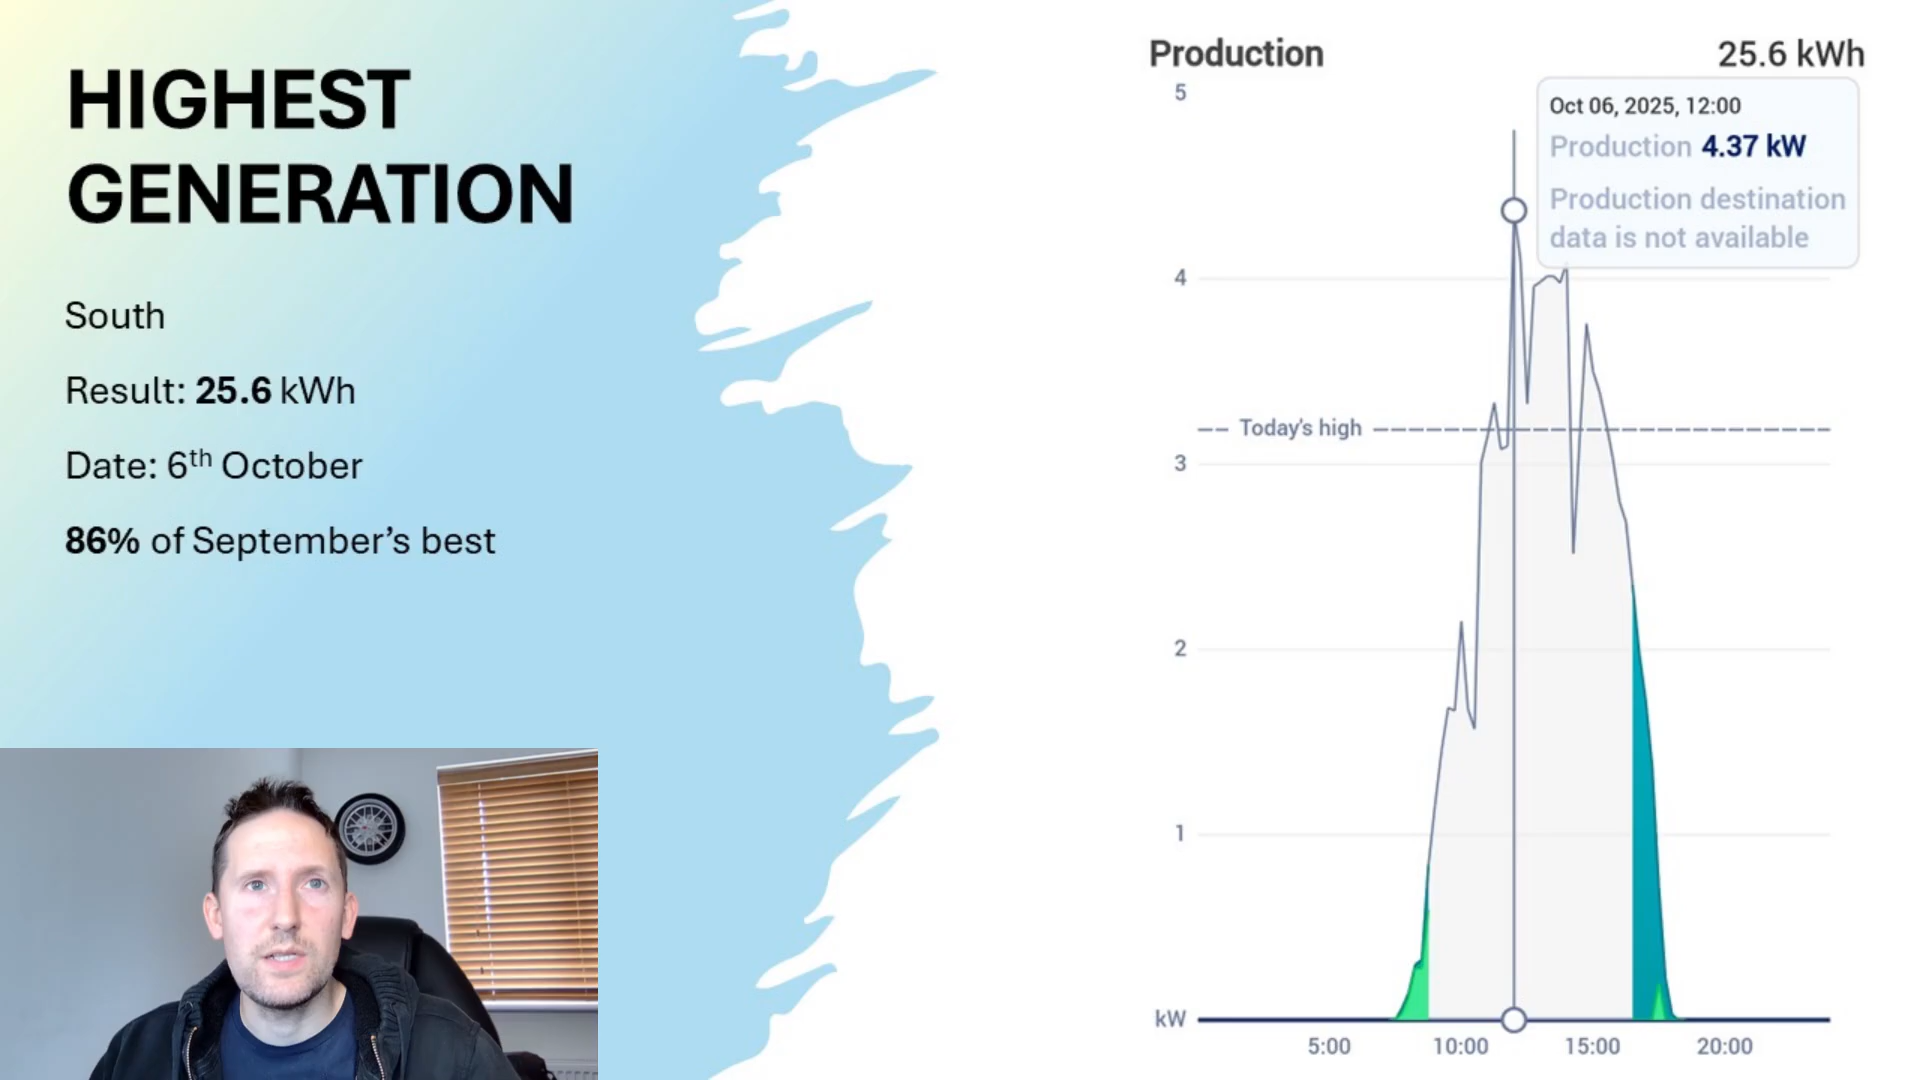 HIGHEST
GENERATION
South
Result: 25.6 kWh
Date: 6th October
86% of September’s best
Production
25.6 kWh
Oct 06, 2025, 12:00
Production 4.37 kW
Production destination
data is not available
5
4
Today's high
3
2
1
kW
5:00
10:00
15:00
20:00